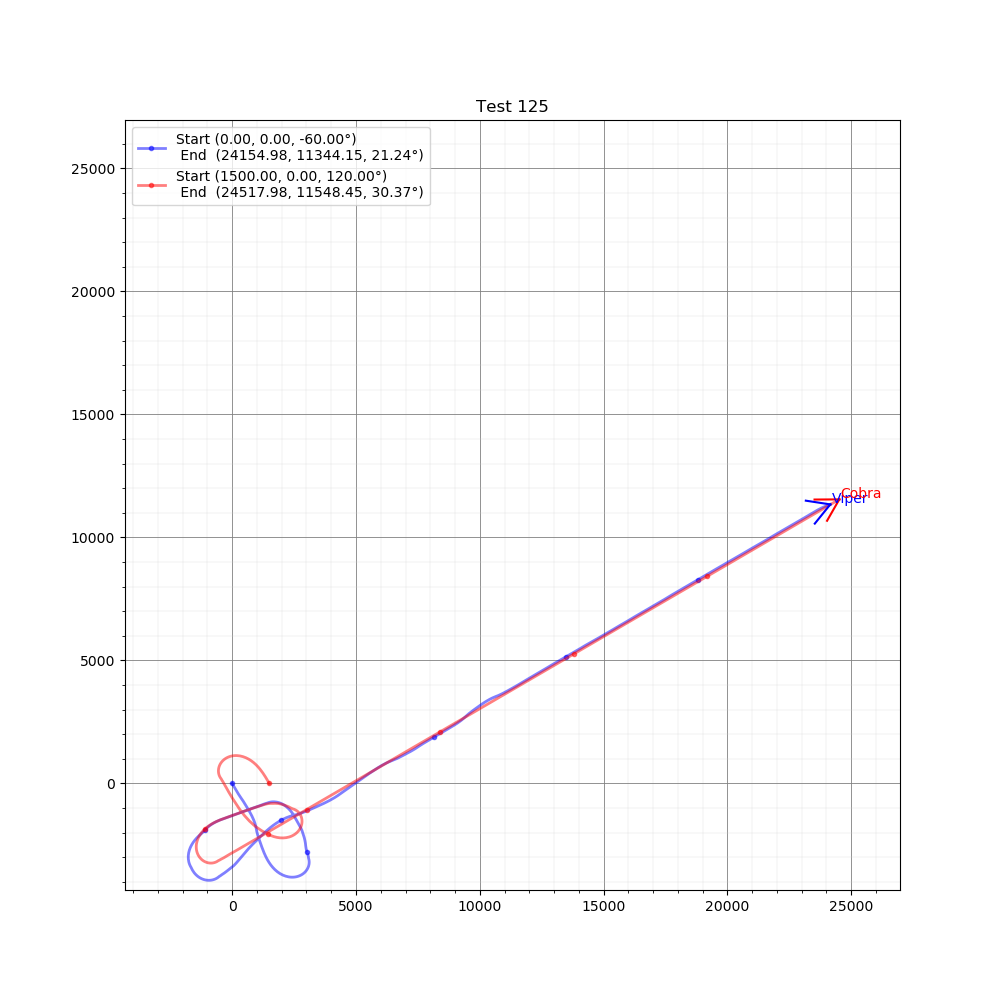 Test 125
Start (0.00, 0.00, -60.00°)
End  (24154.98, 11344.15, 21.24°)
Start (1500.00, 0.00, 120.00°)
End  (24517.98, 11548.45, 30.37°)
25000
20000
15000
10000
5000
0
Cobra
Viper
0
5000
10000
15000
20000
25000